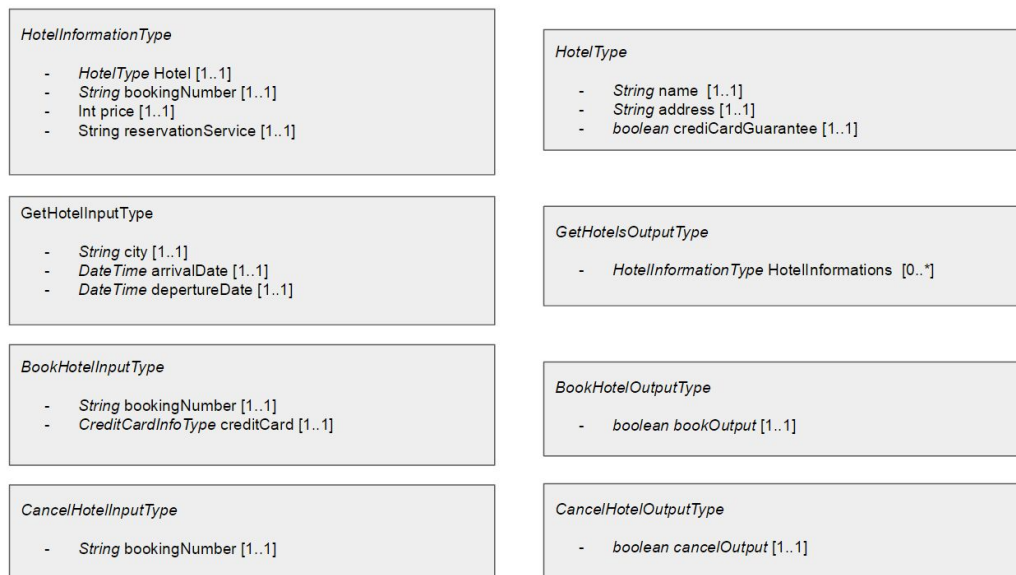 HotelInformationType
- HotelType Hotel [1..1]
- String bookingNumber [1..1]
- Int price [1..1]
- String reservationService [1..1]
HotelType
- String name [1..1]
- String address [1..1]
- boolean crediCardGuarantee [1..1]
GetHotelInputType
- String city [1..1]
- DateTime arrivalDate [1..1]
- DateTime depertureDate [1..1]
GetHotelsOutputType
- HotelInformationType HotelInformations [0..*]
BookHotelInputType
- String bookingNumber [1..1]
- CreditCardInfoType creditCard [1..1]
BookHotelOutputType
- boolean bookOutput [1..1]
CancelHotelInputType
- String bookingNumber [1..1]
CancelHotelOutputType
- boolean cancelOutput [1..1]